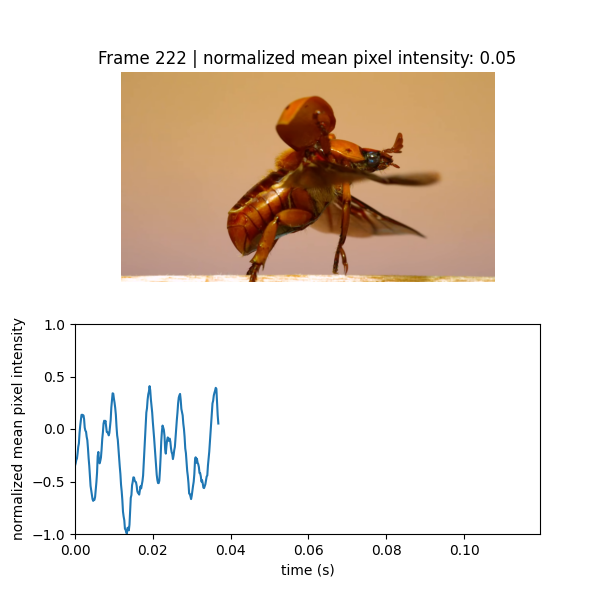 Frame 222 | normalized mean pixel intensity: 0.05
normalized mean pixel intensity
1.0
0.5
0.0
−0.5
−1.0
0.00 0.02 0.04 0.06 0.08 0.10
time (s)